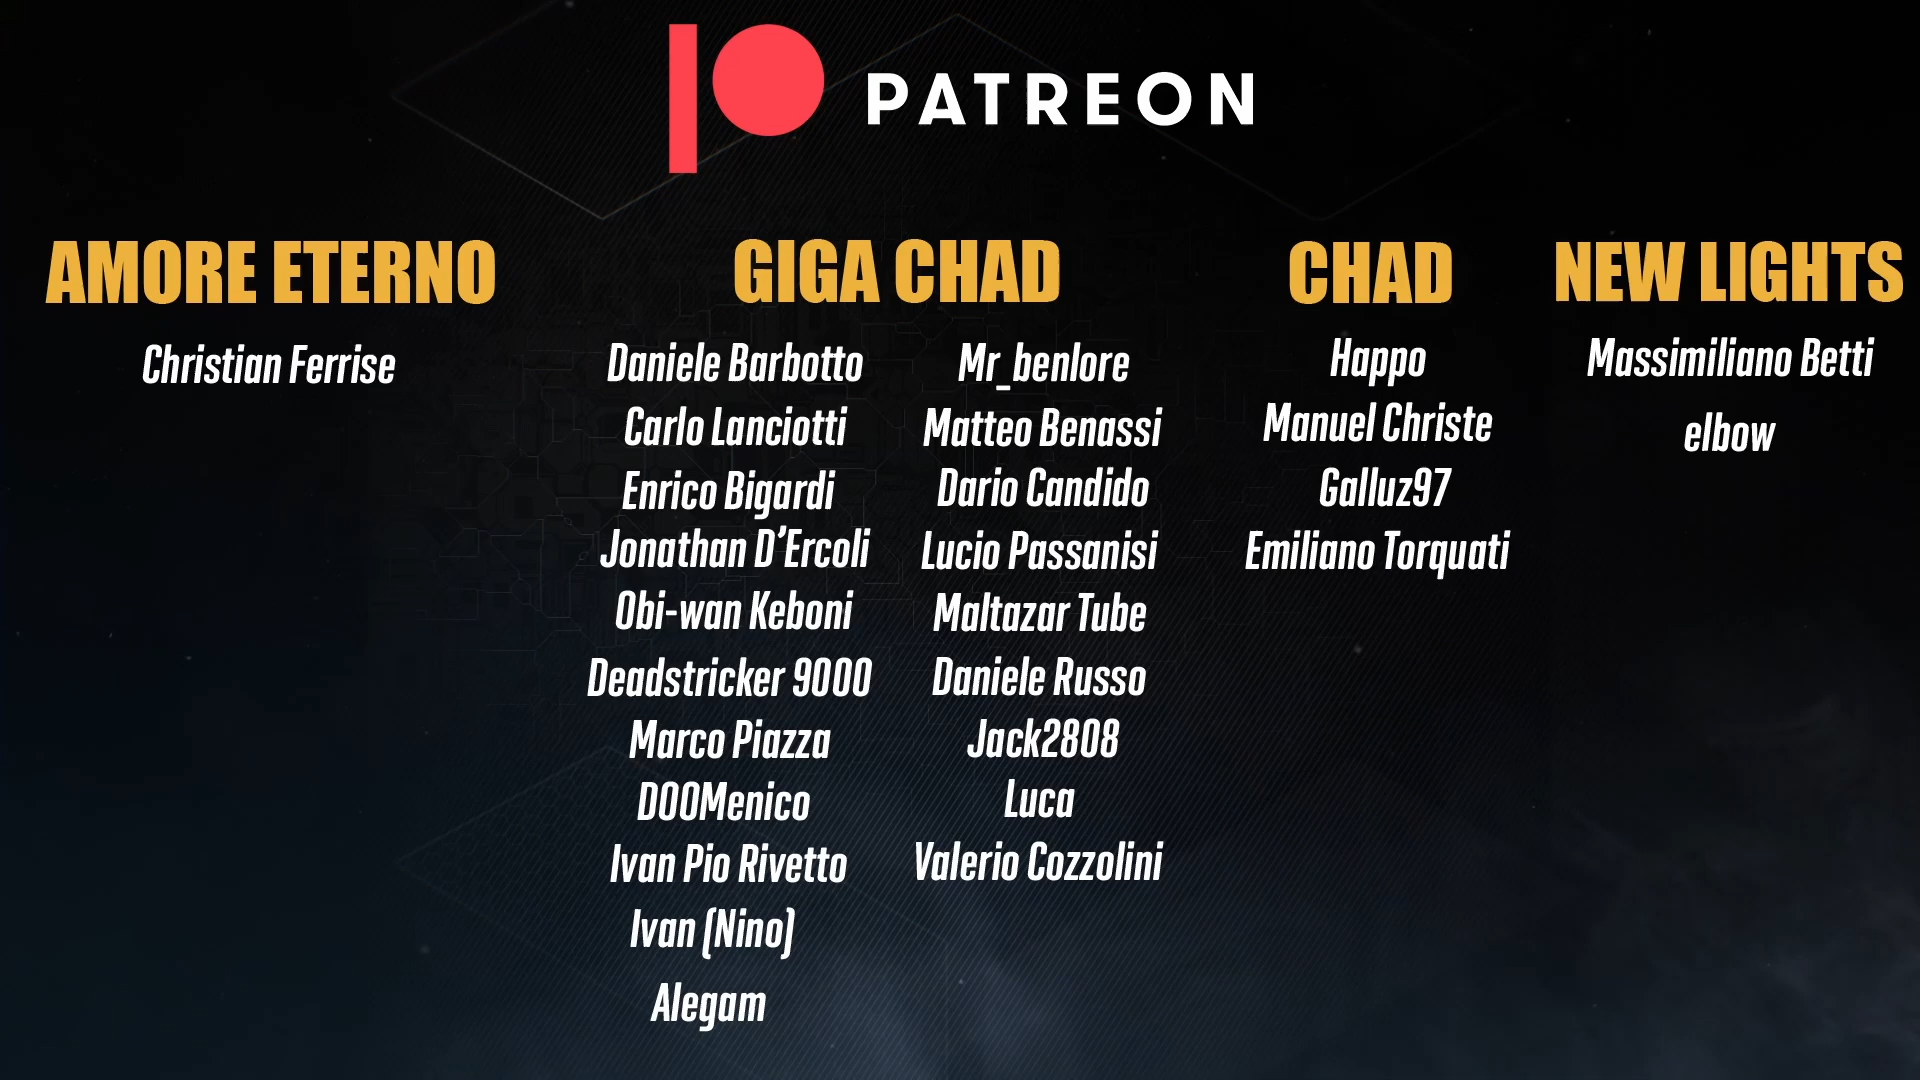 PATREON
AMORE ETERNO
Christian Ferrise
GIGA CHAD
Daniele Barbotto
Carlo Lanciotti
Enrico Bigardi
Jonathan D'Ercoli
Obi-wan Keboni
Deadstricker 9000
Marco Piazza
DOOMenico
Ivan Pio Rivetto
Ivan (Nino)
Alegam
Mr_benlore
Matteo Benassi
Dario Candido
Lucio Passanisi
Maltazar Tube
Daniele Russo
Jack2808
Luca
Valerio Cozzolini
CHAD
Happo
Manuel Christe
Galluz97
Emiliano Torquati
NEW LIGHTS
Massimiliano Betti
elbow